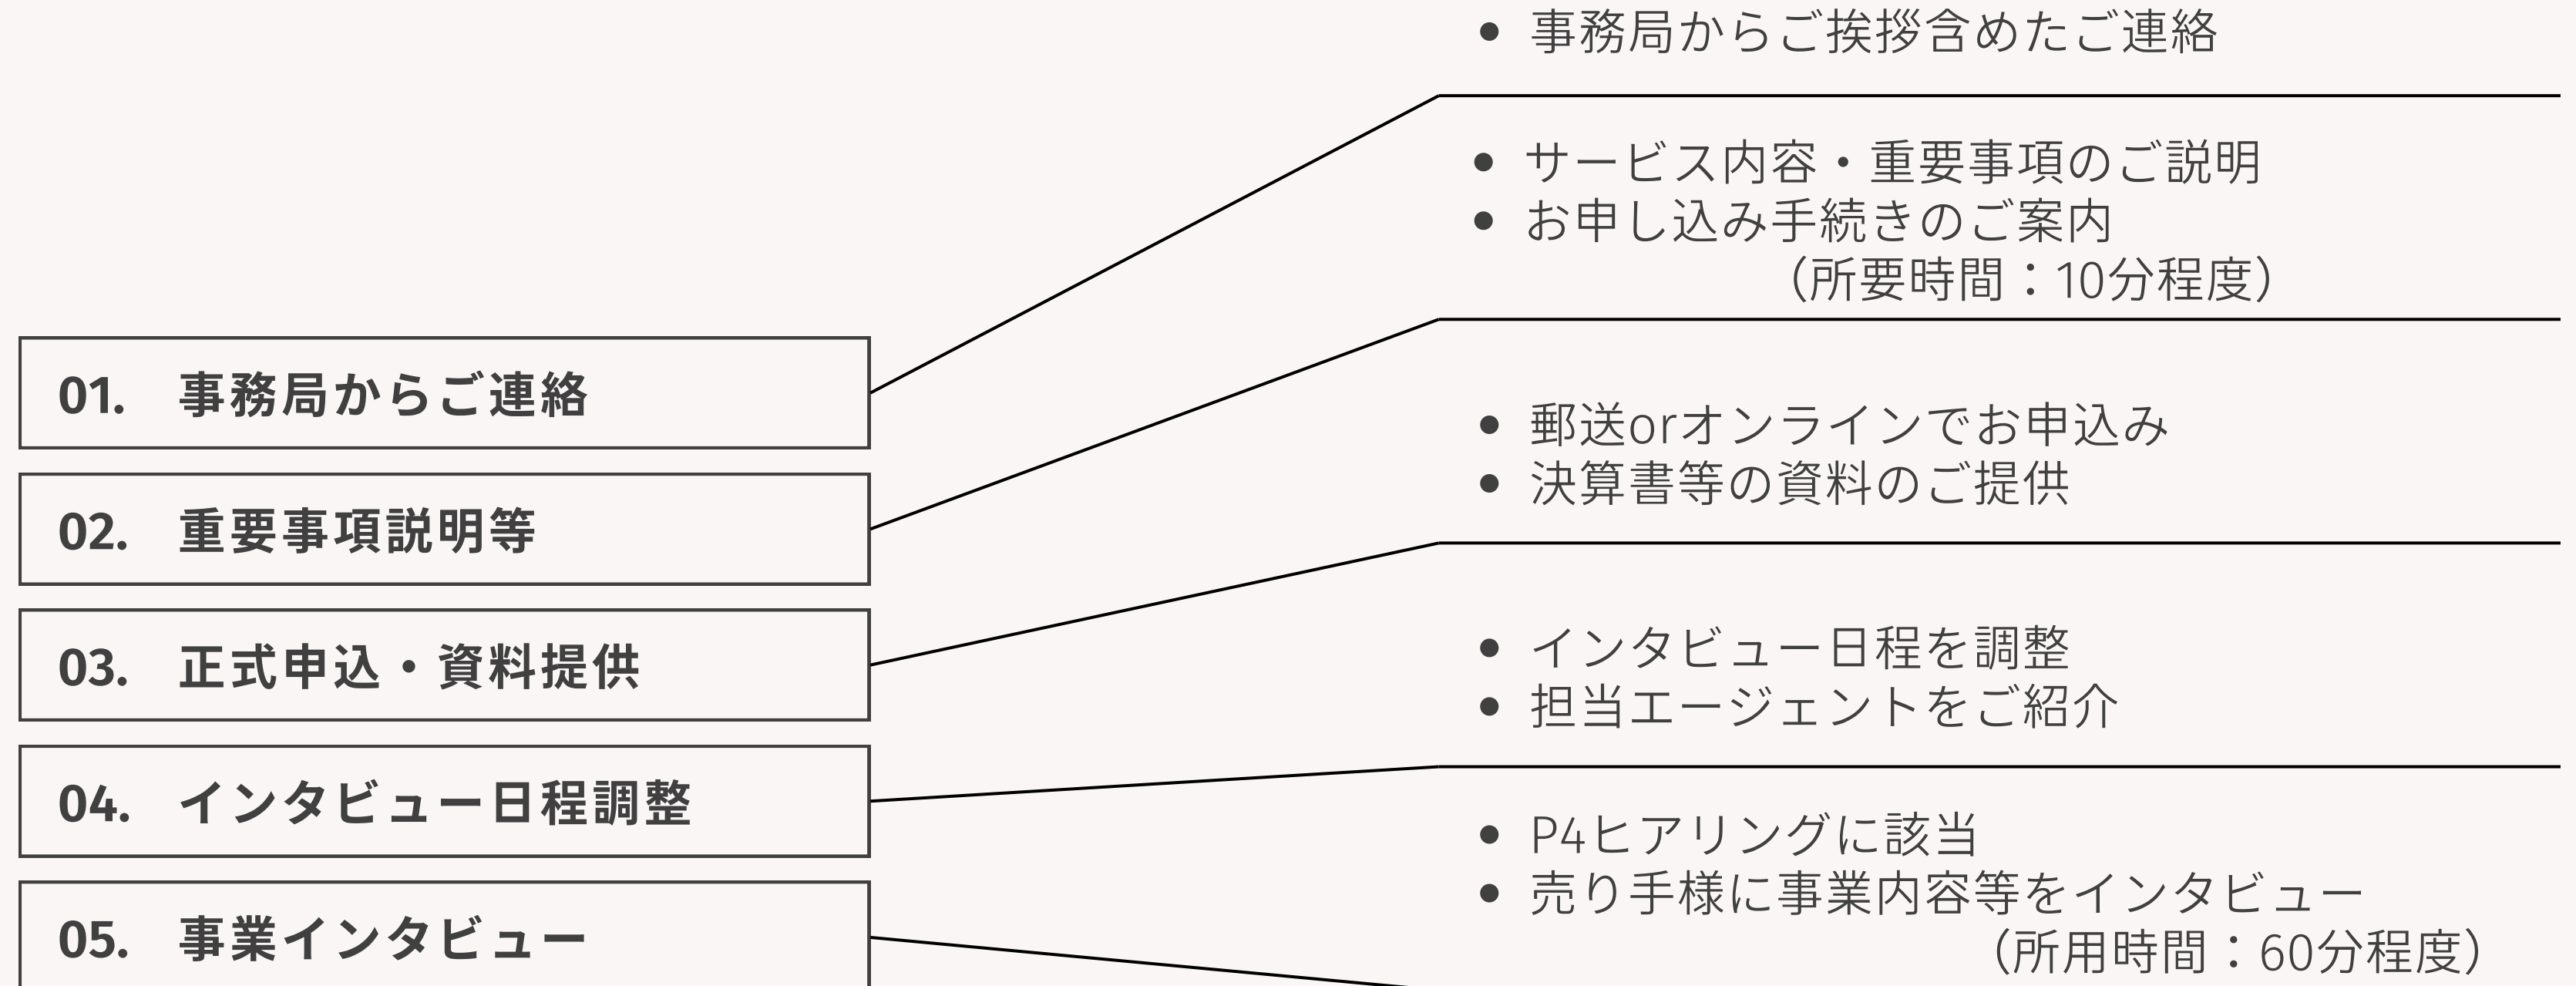 事務局からご挨拶含めたご連絡
サービス内容・重要事項のご説明
お申し込み手続きのご案内
（所要時間：10分程度）
01. 事務局からご連絡
郵送orオンラインでお申込み
決算書等の資料のご提供
02. 重要事項説明等
03. 正式申込・資料提供
インタビュー日程を調整
担当エージェントをご紹介
04. インタビュー日程調整
P4ヒアリングに該当
売り手様に事業内容等をインタビュー
（所用時間：60分程度）
05. 事業インタビュー